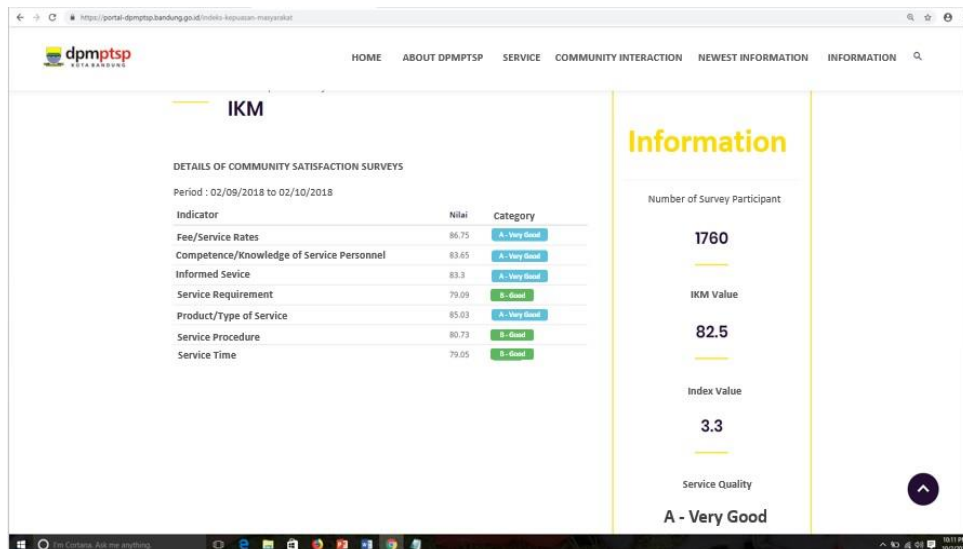 https://portal-dpmptsp.bandung.go.id/indeks-kepuasan-masyarakat
dpmptsp
KOTA BANDUNG
HOME ABOUT DPMPTSP SERVICE COMMUNITY INTERACTION NEWEST INFORMATION INFORMATION
IKM
DETAILS OF COMMUNITY SATISFACTION SURVEYS
Period : 02/09/2018 to 02/10/2018
Indicator Nilai Category
Fee/Service Rates 86.75 A - Very Good
Competence/Knowledge of Service Personnel 83.65 A - Very Good
Informed Sevice 83.3 A - Very Good
Service Requirement 79.09 B - Good
Product/Type of Service 85.03 A - Very Good
Service Procedure 80.73 B - Good
Service Time 79.05 B - Good
Information
Number of Survey Participant
1760
IKM Value
82.5
Index Value
3.3
Service Quality
A - Very Good
I'm Cortana. Ask me anything.
10:11 PM